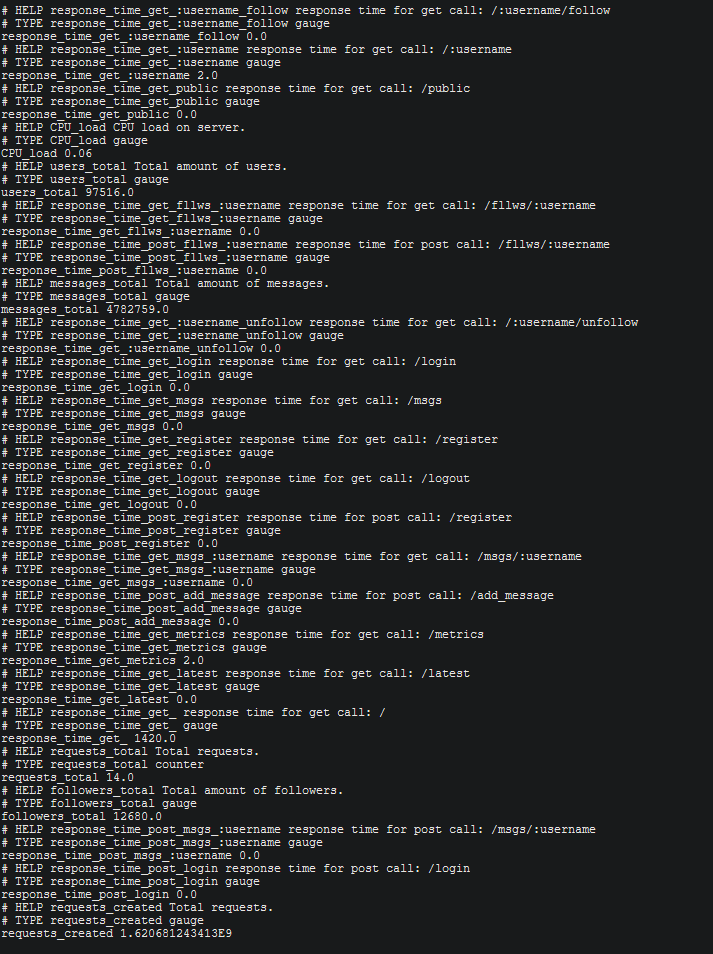 # HELP response_time_get_:username_follow response time for get call: /:username/follow
# TYPE response_time_get_:username_follow gauge
response_time_get_:username_follow 0.0
# HELP response_time_get_:username response time for get call: /:username
# TYPE response_time_get_:username gauge
response_time_get_:username 2.0
# HELP response_time_get_public response time for get call: /public
# TYPE response_time_get_public gauge
response_time_get_public 0.0
# HELP CPU_load CPU load on server.
# TYPE CPU_load gauge
CPU_load 0.06
# HELP users_total Total amount of users.
# TYPE users_total gauge
users_total 97516.0
# HELP response_time_get_fllws_:username response time for get call: /fllws/:username
# TYPE response_time_get_fllws_:username gauge
response_time_get_fllws_:username 0.0
# HELP response_time_post_fllws_:username response time for post call: /fllws/:username
# TYPE response_time_post_fllws_:username gauge
response_time_post_fllws_:username 0.0
# HELP messages_total Total amount of messages.
# TYPE messages_total gauge
messages_total 4782759.0
# HELP response_time_get_:username_unfollow response time for get call: /:username/unfollow
# TYPE response_time_get_:username_unfollow gauge
response_time_get_:username_unfollow 0.0
# HELP response_time_get_login response time for get call: /login
# TYPE response_time_get_login gauge
response_time_get_login 0.0
# HELP response_time_get_msgs response time for get call: /msgs
# TYPE response_time_get_msgs gauge
response_time_get_msgs 0.0
# HELP response_time_get_register response time for get call: /register
# TYPE response_time_get_register gauge
response_time_get_register 0.0
# HELP response_time_get_logout response time for get call: /logout
# TYPE response_time_get_logout gauge
response_time_get_logout 0.0
# HELP response_time_post_register response time for post call: /register
# TYPE response_time_post_register gauge
response_time_post_register 0.0
# HELP response_time_get_msgs_:username response time for get call: /msgs/:username
# TYPE response_time_get_msgs_:username gauge
response_time_get_msgs_:username 0.0
# HELP response_time_post_add_message response time for post call: /add_message
# TYPE response_time_post_add_message gauge
response_time_post_add_message 0.0
# HELP response_time_get_metrics response time for get call: /metrics
# TYPE response_time_get_metrics gauge
response_time_get_metrics 2.0
# HELP response_time_get_latest response time for get call: /latest
# TYPE response_time_get_latest gauge
response_time_get_latest 0.0
# HELP response_time_get_ response time for get call: /
# TYPE response_time_get_ gauge
response_time_get_ 1420.0
# HELP requests_total Total requests.
# TYPE requests_total counter
requests_total 14.0
# HELP followers_total Total amount of followers.
# TYPE followers_total gauge
followers_total 12680.0
# HELP response_time_post_msgs_:username response time for post call: /msgs/:username
# TYPE response_time_post_msgs_:username gauge
response_time_post_msgs_:username 0.0
# HELP response_time_post_login response time for post call: /login
# TYPE response_time_post_login gauge
response_time_post_login 0.0
# HELP requests_created Total requests.
# TYPE requests_created gauge
requests_created 1.620681243413E9